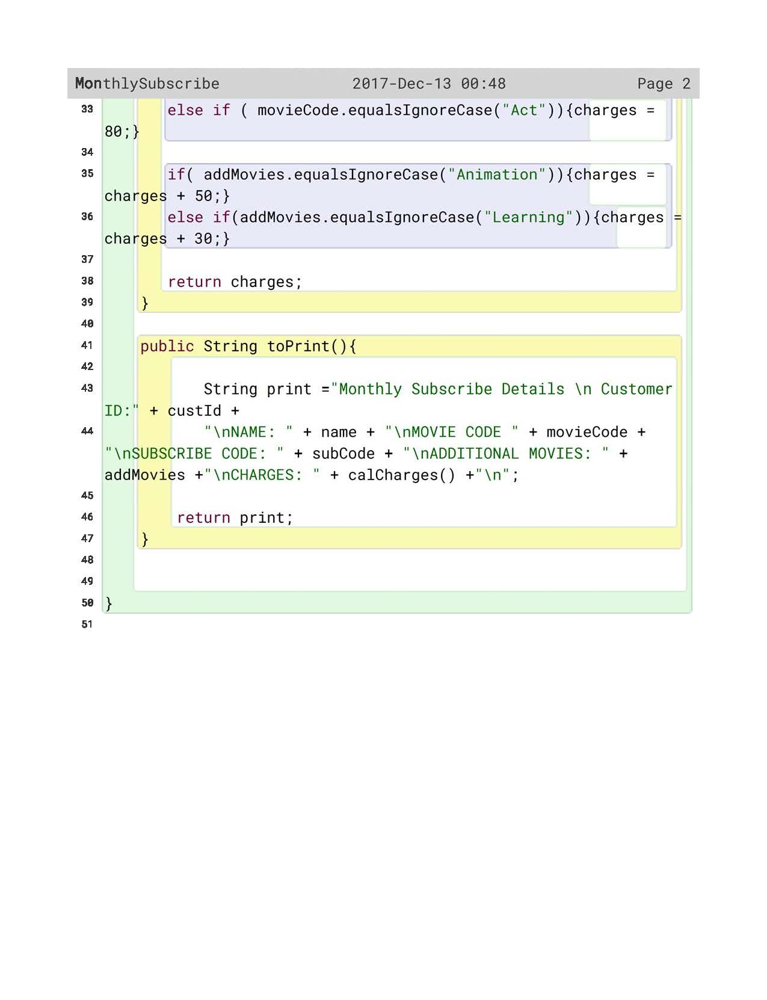 MonthlySubscribe 2017-Dec-13 00:48 Page 2
33 else if ( movieCode.equalsIgnoreCase("Act")){charges =
80;}
34
35 if( addMovies.equalsIgnoreCase("Animation")){charges =
charges + 50;}
36 else if(addMovies.equalsIgnoreCase("Learning")){charges =
charges + 30;}
37
38 return charges;
39 }
40
41 public String toPrint(){
42
43 String print ="Monthly Subscribe Details \n Customer
ID:" + custId +
44 "\nNAME: " + name + "\nMOVIE CODE " + movieCode +
"\nSUBSCRIBE CODE: " + subCode + "\nADDITIONAL MOVIES: " +
addMovies +"\nCHARGES: " + calCharges() +"\n";
45
46 return print;
47 }
48
49
50 }
51